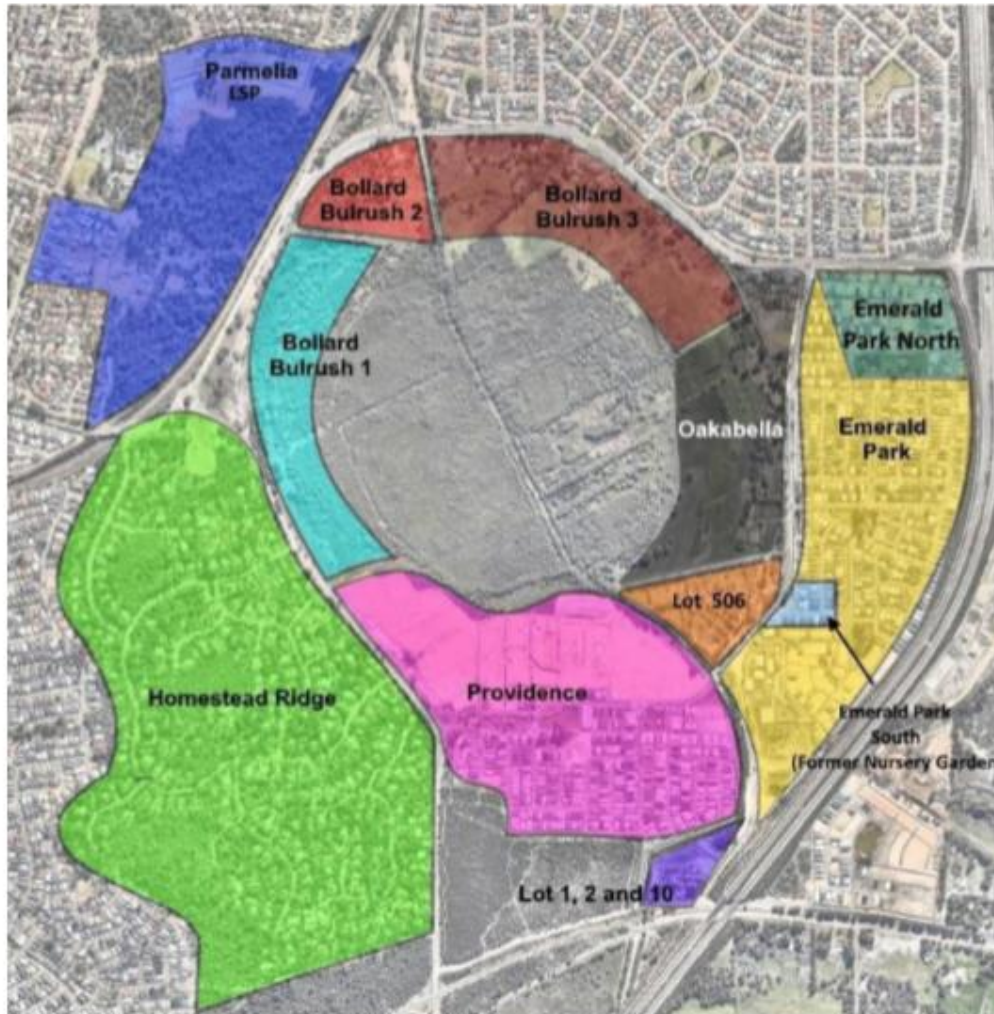 Parmelia
ESP
Bollard
Bulrush 2
Bollard
Bulrush 3
Emerald
Park North
Bollard
Bulrush 1
Oakabella
Emerald
Park
Lot 506
Homestead Ridge
Providence
Emerald Park
South
(Former Nursery Garden
Lot 1, 2 and 10